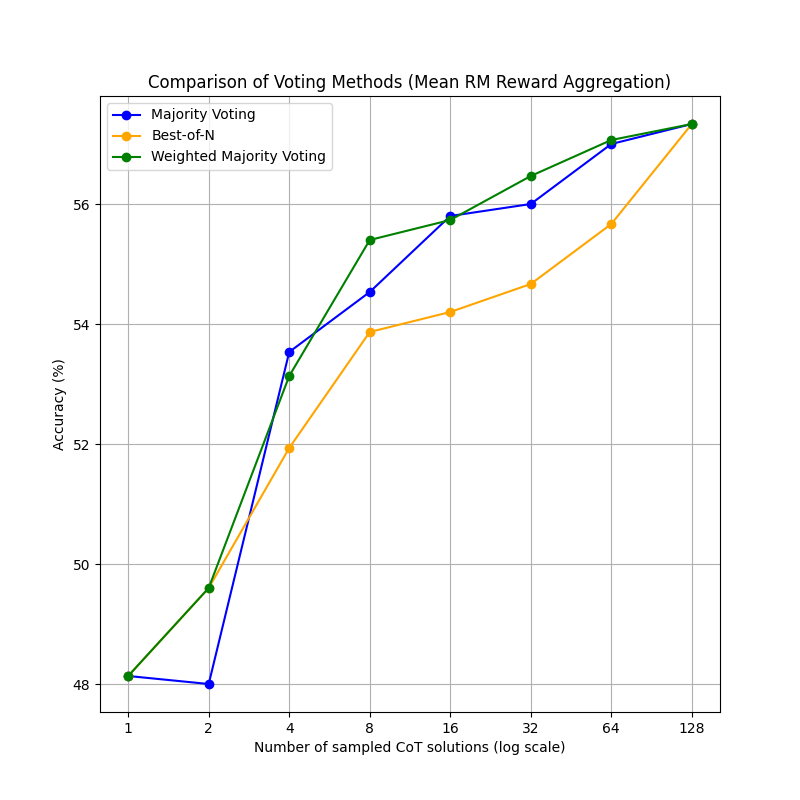 Comparison of Voting Methods (Mean RM Reward Aggregation)
Majority Voting
Best-of-N
Weighted Majority Voting
Accuracy (%)
56
54
52
50
48
1 2 4 8 16 32 64 128
Number of sampled CoT solutions (log scale)